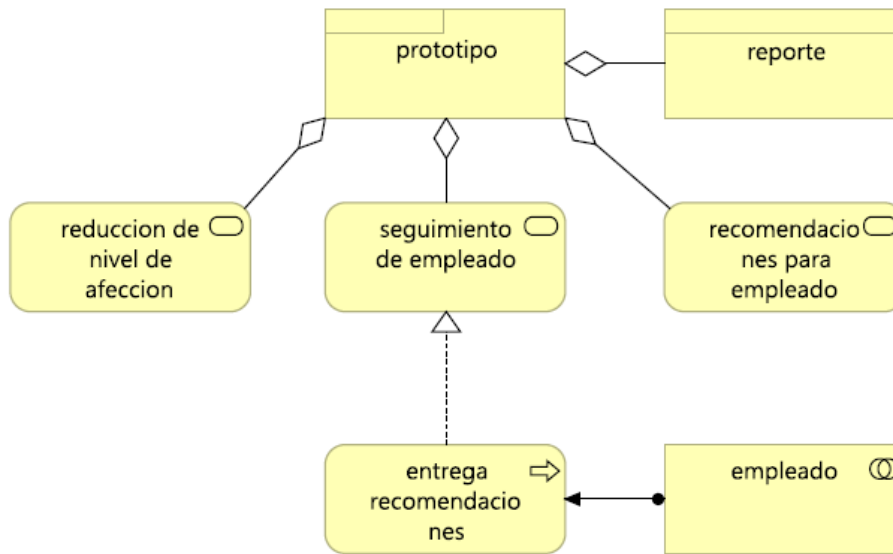 prototipo
reporte
reduccion de
nivel de
afeccion
seguimiento
de empleado
recomendacio
nes para
empleado
entrega
recomendacio
nes
empleado